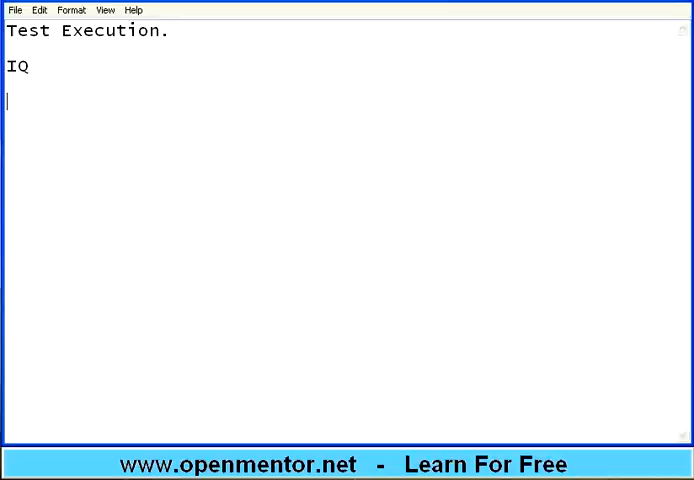 File Edit Format View Help
Test Execution.
IQ
www.openmentor.net - Learn For Free